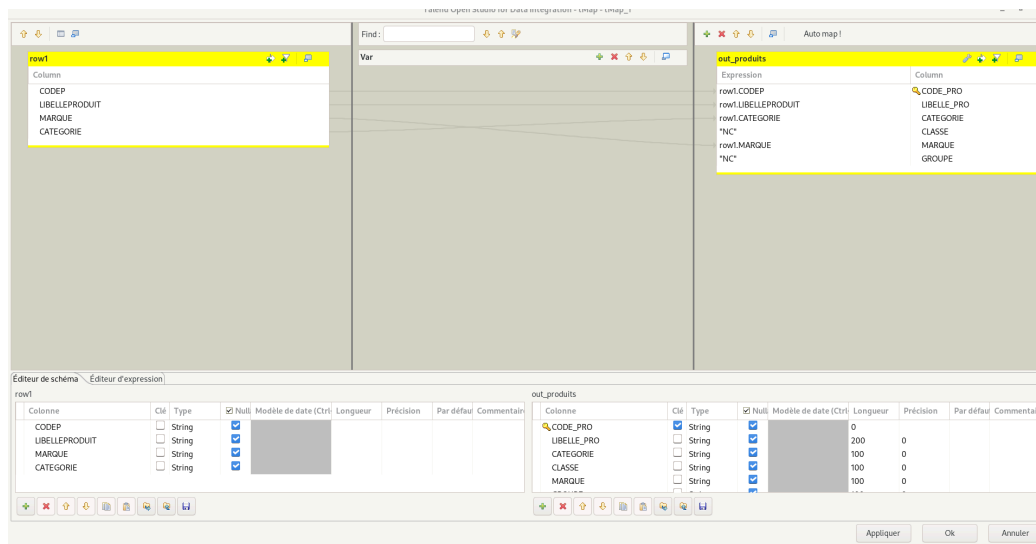 Talend Open Studio for Data Integration - tMap - tMap_1
Find :
Auto map !
row1
Column
CODEP
LIBELLEPRODUIT
MARQUE
CATEGORIE
Var
out_produits
Expression Column
row1.CODEP CODE_PRO
row1.LIBELLEPRODUIT LIBELLE_PRO
row1.CATEGORIE CATEGORIE
"NC" CLASSE
row1.MARQUE MARQUE
"NC" GROUPE
Éditeur de schéma Éditeur d'expression
row1
Colonne Clé Type Null Modèle de date (Ctrl Longueur Précision Par défau Commentaire
CODEP String
LIBELLEPRODUIT String
MARQUE String
CATEGORIE String
out_produits
Colonne Clé Type Null Modèle de date (Ctrl Longueur Précision Par défau Commentai
CODE_PRO String 0
LIBELLE_PRO String 200 0
CATEGORIE String 100 0
CLASSE String 100 0
MARQUE String 100 0
Appliquer Ok Annuler